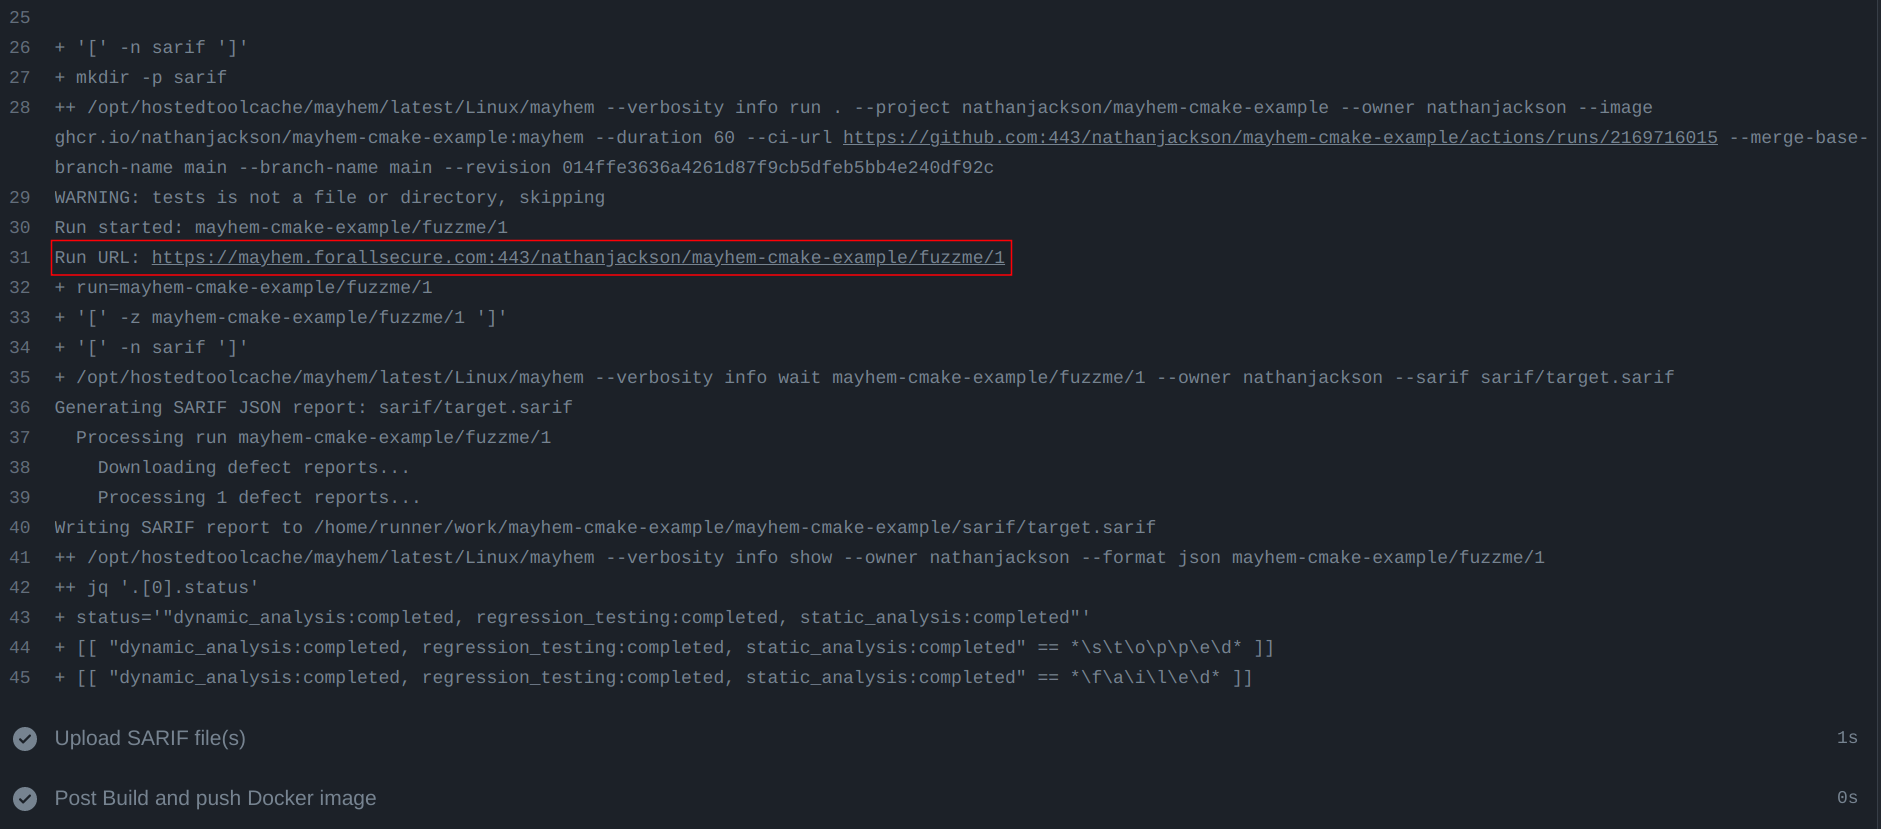 25
26 + '[' -n sarif ']'
27 + mkdir -p sarif
28 ++ /opt/hostedtoolcache/mayhem/latest/Linux/mayhem --verbosity info run . --project nathanjackson/mayhem-cmake-example --owner nathanjackson --image
ghcr.io/nathanjackson/mayhem-cmake-example:mayhem --duration 60 --ci-url https://github.com:443/nathanjackson/mayhem-cmake-example/actions/runs/2169716015 --merge-base-
branch-name main --branch-name main --revision 014ffe3636a4261d87f9cb5dfeb5bb4e240df92c
29 WARNING: tests is not a file or directory, skipping
30 Run started: mayhem-cmake-example/fuzzme/1
31 Run URL: https://mayhem.forallsecure.com:443/nathanjackson/mayhem-cmake-example/fuzzme/1
32 + run=mayhem-cmake-example/fuzzme/1
33 + '[' -z mayhem-cmake-example/fuzzme/1 ']'
34 + '[' -n sarif ']'
35 + /opt/hostedtoolcache/mayhem/latest/Linux/mayhem --verbosity info wait mayhem-cmake-example/fuzzme/1 --owner nathanjackson --sarif sarif/target.sarif
36 Generating SARIF JSON report: sarif/target.sarif
37 Processing run mayhem-cmake-example/fuzzme/1
38 Downloading defect reports...
39 Processing 1 defect reports...
40 Writing SARIF report to /home/runner/work/mayhem-cmake-example/mayhem-cmake-example/sarif/target.sarif
41 ++ /opt/hostedtoolcache/mayhem/latest/Linux/mayhem --verbosity info show --owner nathanjackson --format json mayhem-cmake-example/fuzzme/1
42 ++ jq '.[0].status'
43 + status='"dynamic_analysis:completed, regression_testing:completed, static_analysis:completed"'
44 + [[ "dynamic_analysis:completed, regression_testing:completed, static_analysis:completed" == *\s\t\o\p\p\e\d* ]]
45 + [[ "dynamic_analysis:completed, regression_testing:completed, static_analysis:completed" == *\f\a\i\l\e\d* ]]
Upload SARIF file(s) 1s
Post Build and push Docker image 0s